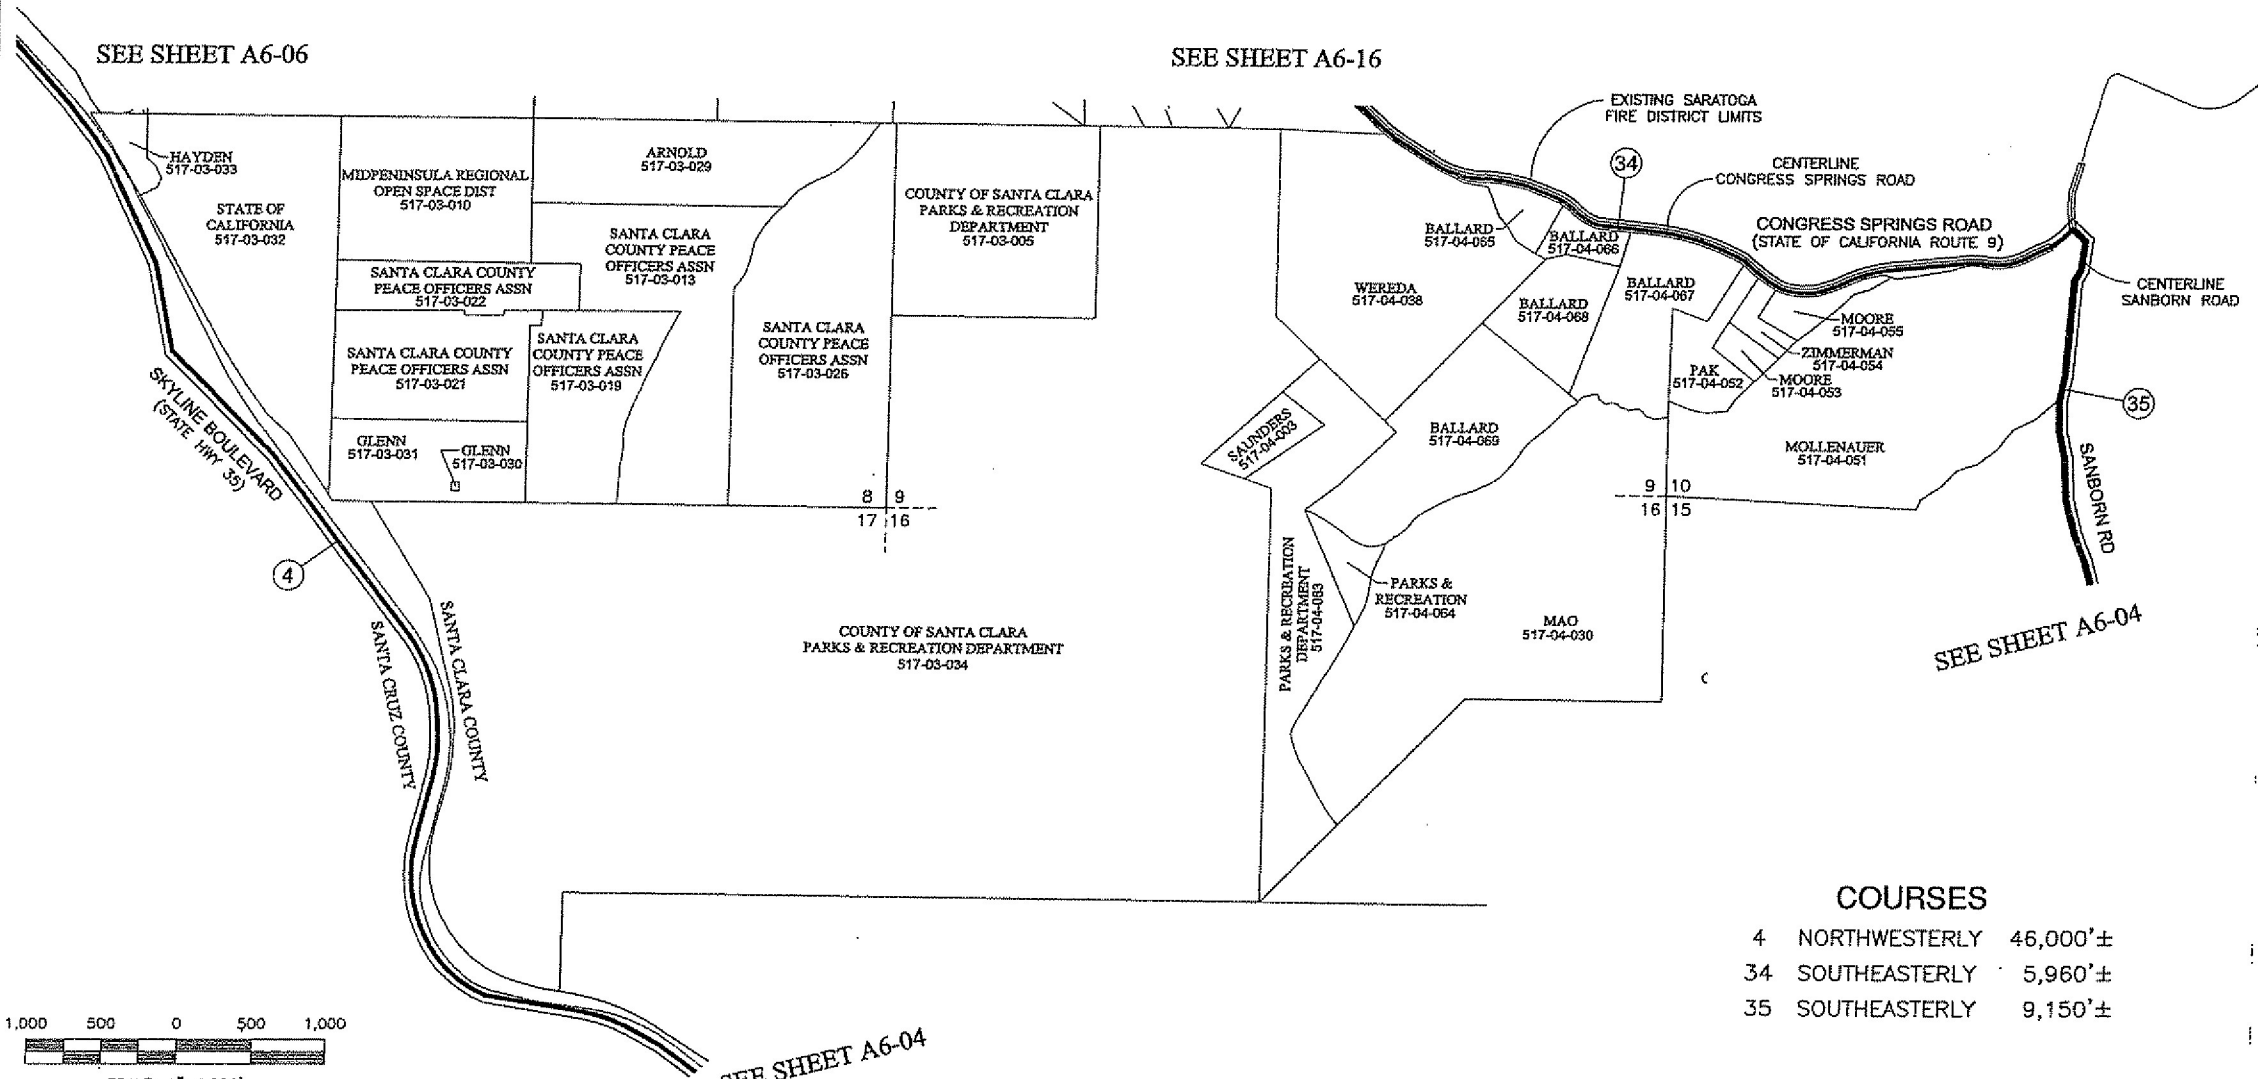 SEE SHEET A6-06
SEE SHEET A6-16
EXISTING SARATOGA
FIRE DISTRICT LIMITS
34
CENTERLINE
CONGRESS SPRINGS ROAD
CONGRESS SPRINGS ROAD
(STATE OF CALIFORNIA ROUTE 9)
CENTERLINE
SANBORN ROAD
HAYDEN
517-03-033
STATE OF
CALIFORNIA
517-03-032
MIDPENINSULA REGIONAL
OPEN SPACE DIST
517-03-010
ARNOLD
517-03-029
SANTA CLARA
COUNTY PEACE
OFFICERS ASSN
517-03-013
SANTA CLARA COUNTY
PEACE OFFICERS ASSN
517-03-022
SANTA CLARA COUNTY
PEACE OFFICERS ASSN
517-03-021
SANTA CLARA
COUNTY PEACE
OFFICERS ASSN
517-03-019
SANTA CLARA
COUNTY PEACE
OFFICERS ASSN
517-03-026
COUNTY OF SANTA CLARA
PARKS & RECREATION
DEPARTMENT
517-03-005
GLENN
517-03-031
GLENN
517-03-030
BALLARD
517-04-065
BALLARD
517-04-066
WEREDA
517-04-038
BALLARD
517-04-068
BALLARD
517-04-067
MOORE
517-04-055
ZIMMERMAN
517-04-054
MOORE
517-04-053
PAK
517-04-052
SAUNDERS
517-04-003
BALLARD
517-04-069
MOLLENAUER
517-04-051
35
SANBORN RD
SKYLINE BOULEVARD
(STATE HWY 35)
4
8 9
17 16
9 10
16 15
SANTA CLARA COUNTY
SANTA CRUZ COUNTY
COUNTY OF SANTA CLARA
PARKS & RECREATION DEPARTMENT
517-03-034
PARKS & RECREATION
DEPARTMENT
517-04-083
PARKS &
RECREATION
517-04-064
MAO
517-04-030
SEE SHEET A6-04
COURSES
4 NORTHWESTERLY 46,000'±
34 SOUTHEASTERLY 5,960'±
35 SOUTHEASTERLY 9,150'±
1,000 500 0 500 1,000
SEE SHEET A6-04